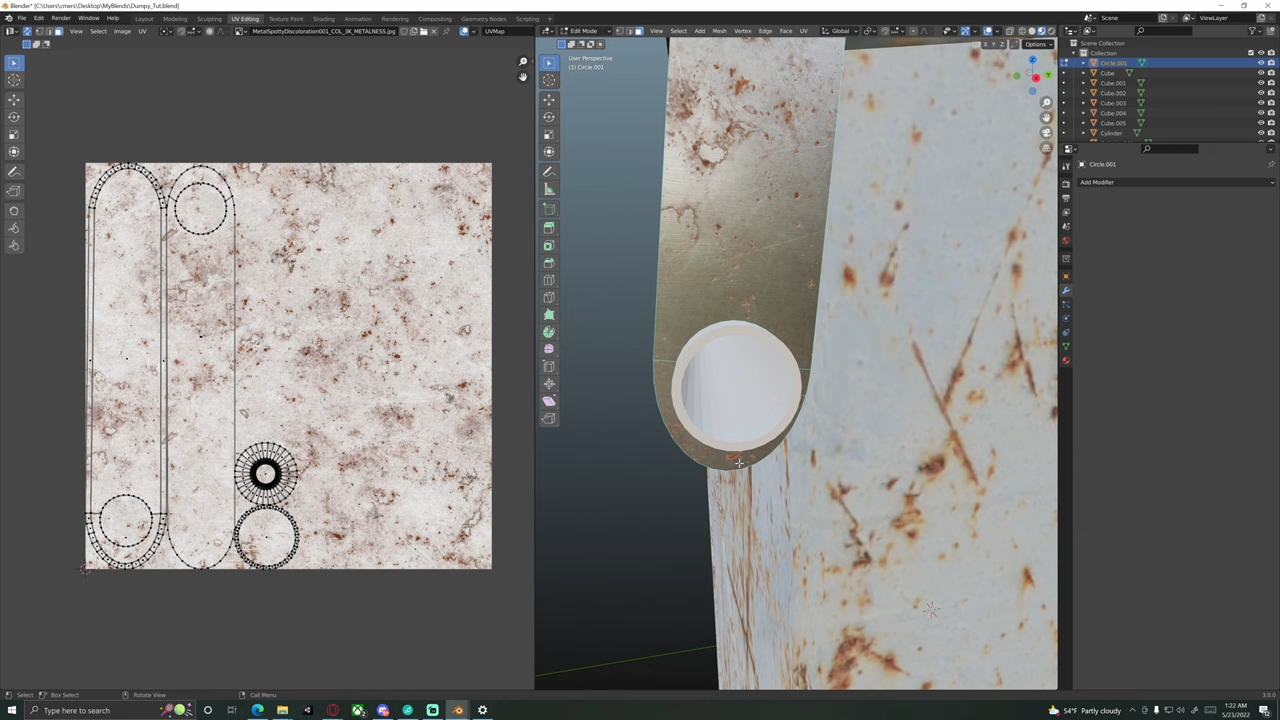 Blender* [C:\Users\cmers\Desktop\MyBlends\Dumpy_Tut.blend]
File Edit Render Window Help Layout Modeling Sculpting UV Editing Texture Paint Shading Animation Rendering Compositing Geometry Nodes Scripting Scene ViewLayer
View Select Image UV MetalSpottyDiscoloration001_COL_3K_METALNESS.jpg UVMap Edit Mode View Select Add Mesh Vertex Edge Face UV Global
X Y Z Options
Scene Collection
Collection
Circle.001
Cube
Cube.001
Cube.002
Cube.003
Cube.004
Cube.005
Cylinder
User Perspective
(1) Circle.001
Circle.001
Add Modifier
Select Box Select Rotate View Call Menu 3.0.0
Type here to search 54°F Partly cloudy 1:22 AM
5/23/2022